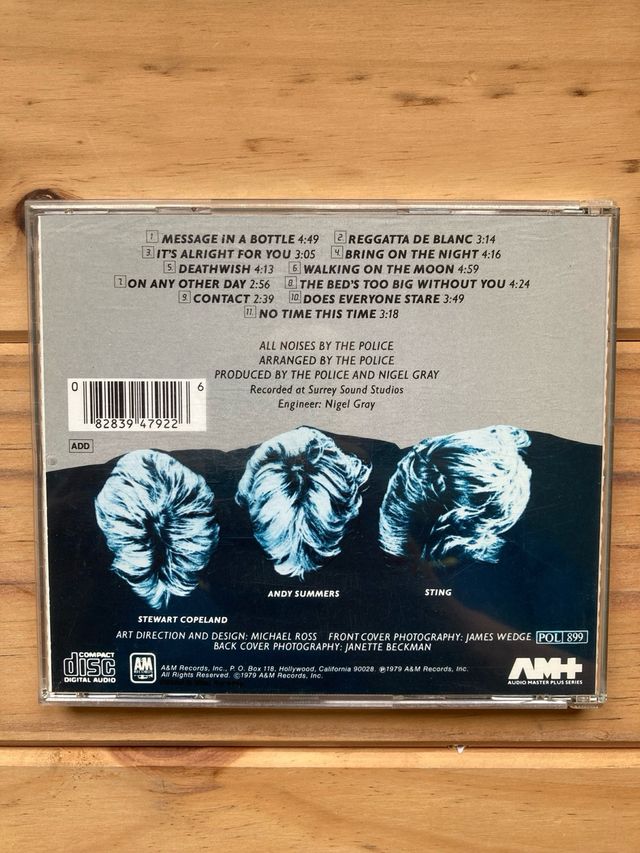 1. MESSAGE IN A BOTTLE 4:49 2. REGGATTA DE BLANC 3:14
3. IT'S ALRIGHT FOR YOU 3:05 4. BRING ON THE NIGHT 4:16
5. DEATHWISH 4:13 6. WALKING ON THE MOON 4:59
7. ON ANY OTHER DAY 2:56 8. THE BED'S TOO BIG WITHOUT YOU 4:24
9. CONTACT 2:39 10. DOES EVERYONE STARE 3:49
11. NO TIME THIS TIME 3:18
ALL NOISES BY THE POLICE
ARRANGED BY THE POLICE
PRODUCED BY THE POLICE AND NIGEL GRAY
Recorded at Surrey Sound Studios
Engineer: Nigel Gray
0 82839 47922 6
ADD
ANDY SUMMERS STING
STEWART COPELAND
ART DIRECTION AND DESIGN: MICHAEL ROSS FRONT COVER PHOTOGRAPHY: JAMES WEDGE POL 899
BACK COVER PHOTOGRAPHY: JANETTE BECKMAN
COMPACT
disc
DIGITAL AUDIO
A&M
RECORDS
A&M Records, Inc., P. O. Box 118, Hollywood, California 90028. ℗1979 A&M Records, Inc.
All Rights Reserved. ©1979 A&M Records, Inc.
AM+
AUDIO MASTER PLUS SERIES